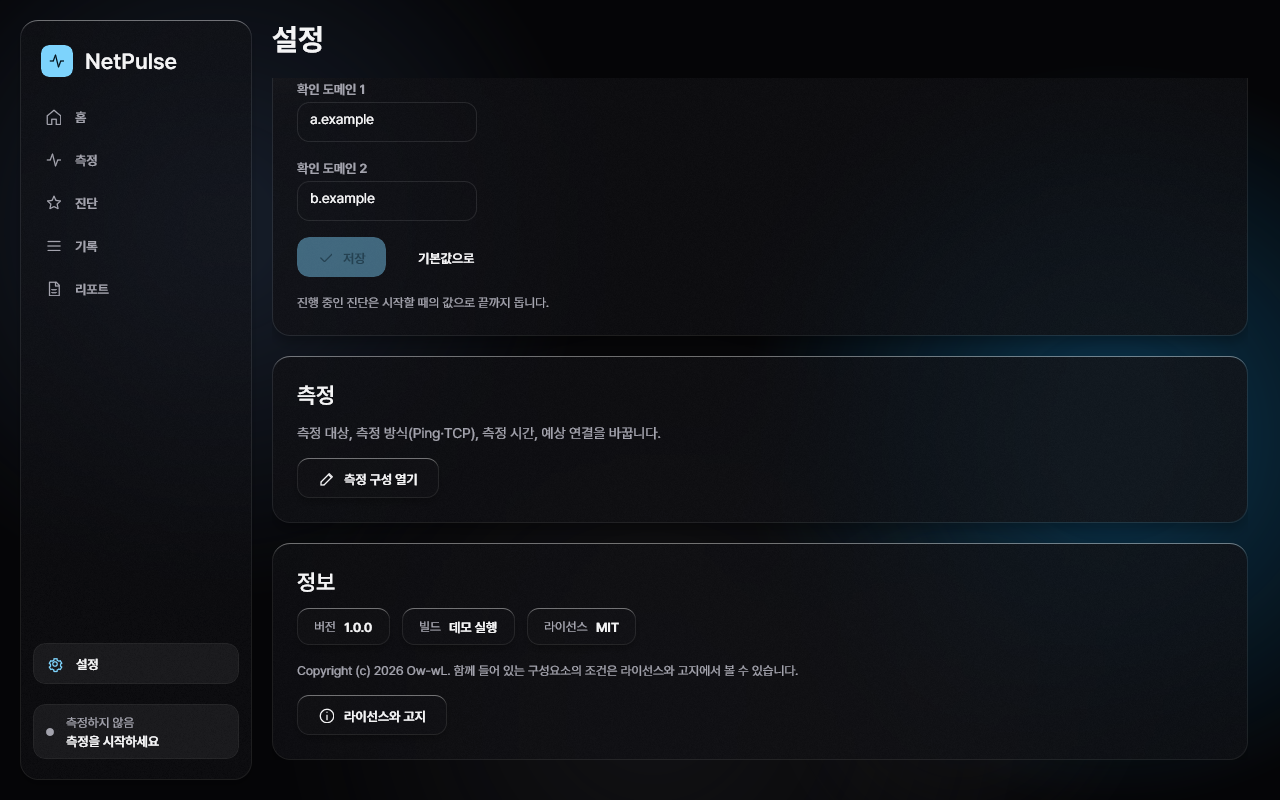 NetPulse
홈
측정
진단
기록
리포트
설정
측정하지 않음
측정을 시작하세요
설정
확인 도메인 1
a.example
확인 도메인 2
b.example
저장
기본값으로
진행 중인 진단은 시작할 때의 값으로 끝까지 돕니다.
측정
측정 대상, 측정 방식(Ping·TCP), 측정 시간, 예상 연결을 바꿉니다.
측정 구성 열기
정보
버전 1.0.0
빌드 데모 실행
라이선스 MIT
Copyright (c) 2026 Ow-wL. 함께 들어 있는 구성요소의 조건은 라이선스와 고지에서 볼 수 있습니다.
라이선스와 고지